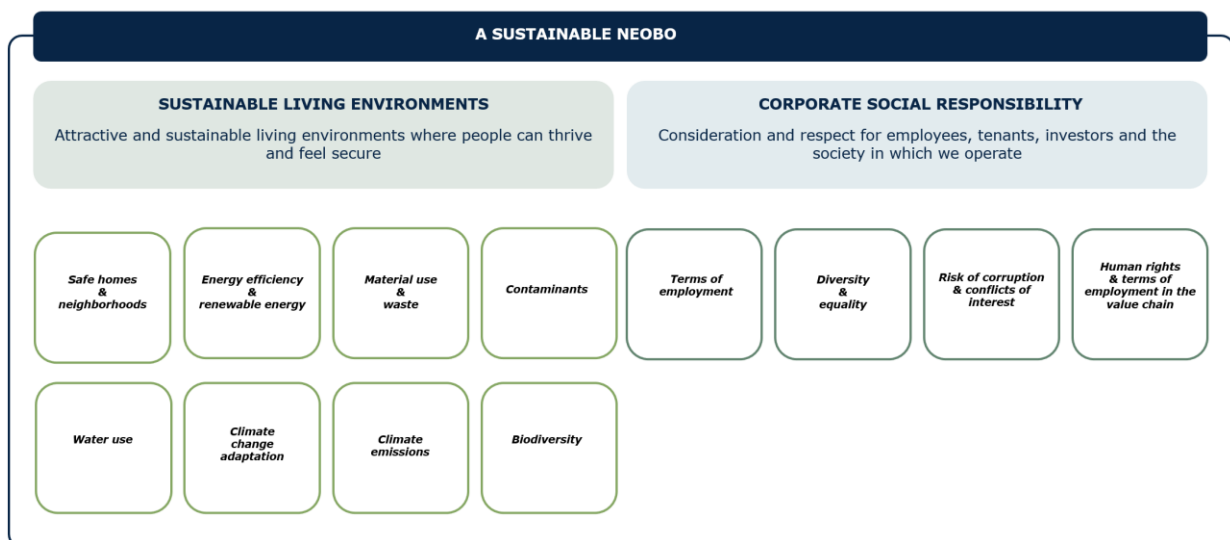 A SUSTAINABLE NEOBO
SUSTAINABLE LIVING ENVIRONMENTS
Attractive and sustainable living environments where people can thrive
and feel secure
CORPORATE SOCIAL RESPONSIBILITY
Consideration and respect for employees, tenants, investors and the
society in which we operate
Safe homes
&
neighborhoods
Energy efficiency
&
renewable energy
Material use
&
waste
Contaminants
Terms of
employment
Diversity
&
equality
Risk of corruption
& conflicts of
interest
Human rights
& terms of
employment in the
value chain
Water use
Climate
change
adaptation
Climate
emissions
Biodiversity